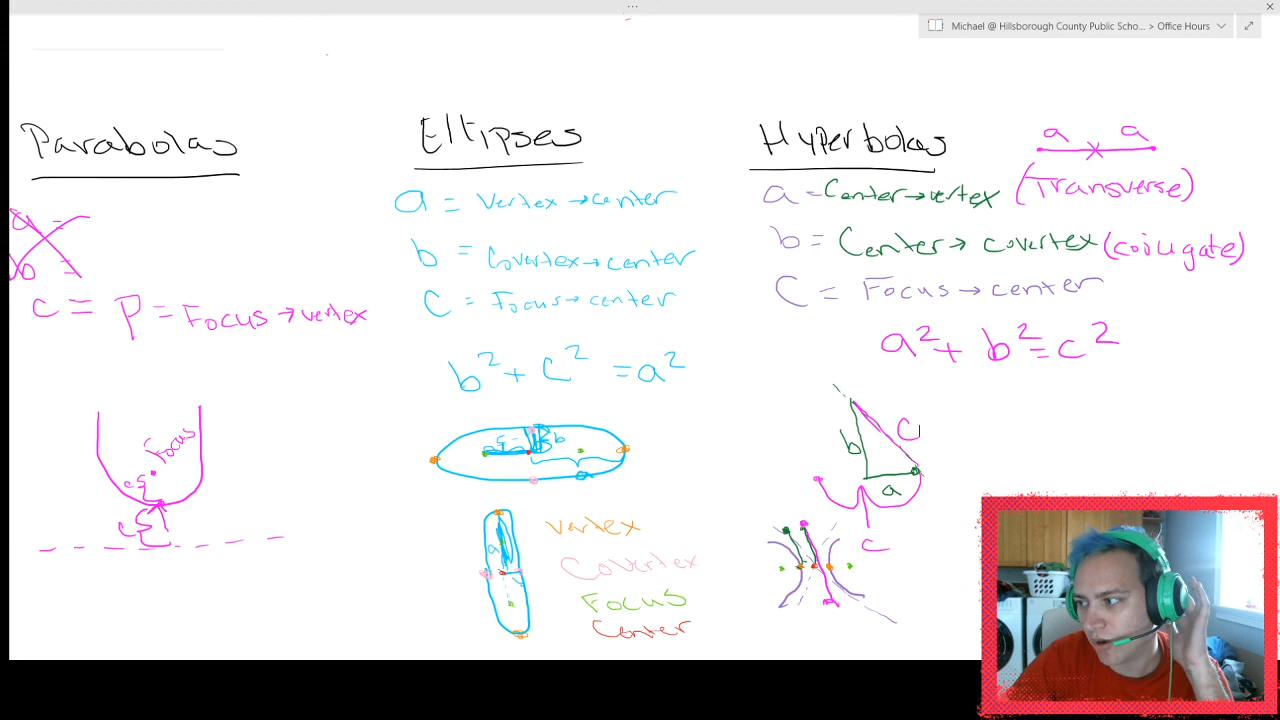 Michael @ Hillsborough County Public Scho... > Office Hours
Parabolas
a =
b =
c = P = Focus → vertex
Focus
c
c
Ellipses
a = Vertex → center
b = Covertex → center
c = Focus → center
b² + c² = a²
c
b
a
vertex
Covertex
Focus
Center
Hyperbolas
a a
a = Center → vertex (Transverse)
b = Center → covertex (coijugate)
C = Focus → center
a² + b² = c²
b
C
a
C